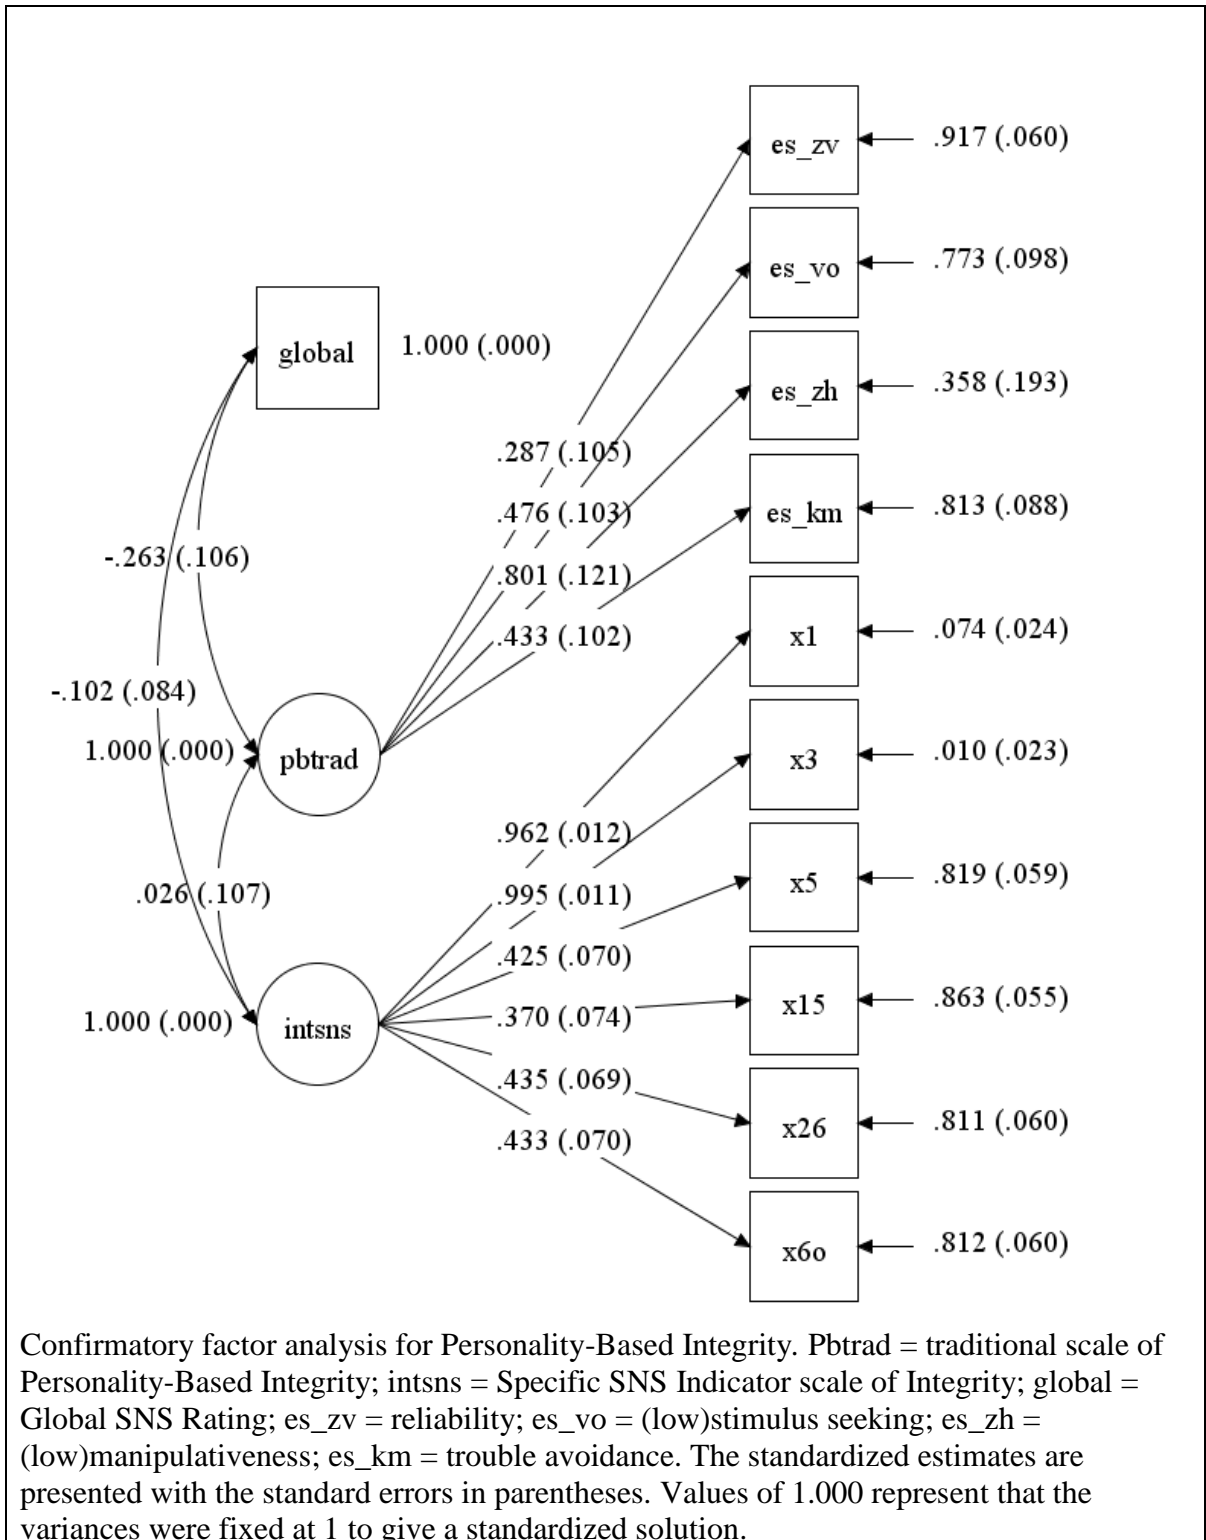 es_zv
.917 (.060)
es_vo
.773 (.098)
global
1.000 (.000)
es_zh
.358 (.193)
.287 (.105)
.476 (.103)
es_km
.813 (.088)
-.263 (.106)
.801 (.121)
.433 (.102)
x1
.074 (.024)
-.102 (.084)
1.000 (.000)
pbtrad
x3
.010 (.023)
.962 (.012)
.026 (.107)
.995 (.011)
x5
.819 (.059)
.425 (.070)
1.000 (.000)
intsns
.370 (.074)
x15
.863 (.055)
.435 (.069)
x26
.811 (.060)
.433 (.070)
x6o
.812 (.060)
Confirmatory factor analysis for Personality-Based Integrity. Pbtrad = traditional scale of
Personality-Based Integrity; intsns = Specific SNS Indicator scale of Integrity; global =
Global SNS Rating; es_zv = reliability; es_vo = (low)stimulus seeking; es_zh =
(low)manipulativeness; es_km = trouble avoidance. The standardized estimates are
presented with the standard errors in parentheses. Values of 1.000 represent that the
variances were fixed at 1 to give a standardized solution.